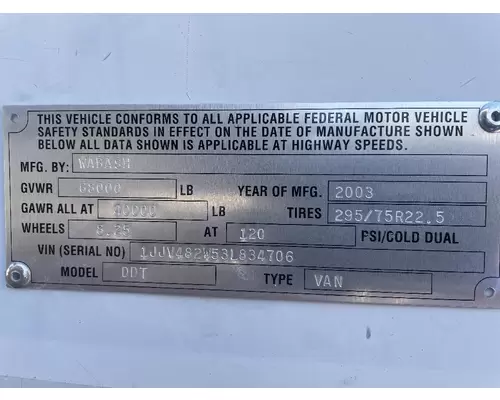 THIS VEHICLE CONFORMS TO ALL APPLICABLE FEDERAL MOTOR VEHICLE
SAFETY STANDARDS IN EFFECT ON THE DATE OF MANUFACTURE SHOWN
BELOW ALL DATA SHOWN IS APPLICABLE AT HIGHWAY SPEEDS.
MFG. BY: WABASH
GVWR 68000 LB YEAR OF MFG. 2003
GAWR ALL AT LB TIRES 295/75R22.5
WHEELS 8.25 AT 120 PSI/COLD DUAL
VIN (SERIAL NO) 1JJV482W53L834706
MODEL DDT TYPE VAN